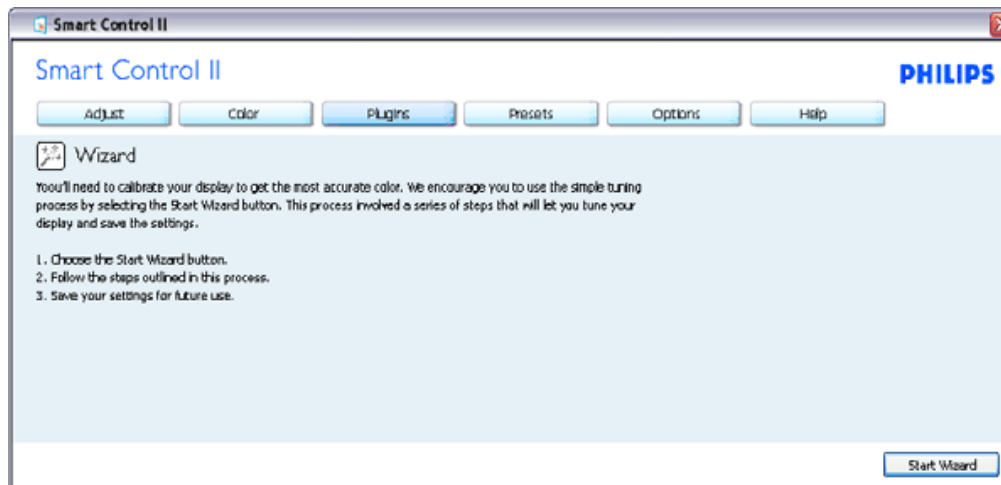 Smart Control II
Smart Control II
PHILIPS
Adjust Color Plugins Presets Options Help
Wizard
Yoou'll need to calibrate your display to get the most accurate color. We encourage you to use the simple tuning
process by selecting the Start Wizard button. This process involved a series of steps that will let you tune your
display and save the settings.
1. Choose the Start Wizard button.
2. Follow the steps outlined in this process.
3. Save your settings for future use.
Start Wizard